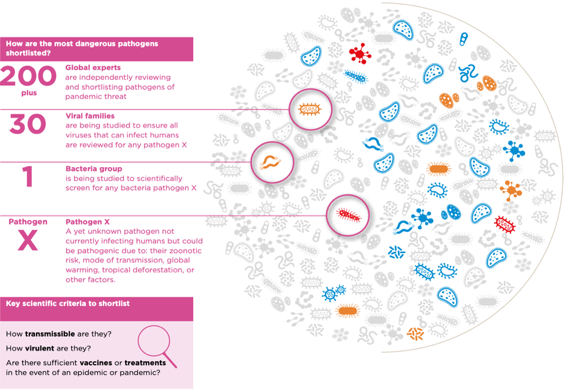 How are the most dangerous pathogens
shortlisted?
200
plus
Global experts
are independently reviewing
and shortlisting pathogens of
pandemic threat
30
Viral families
are being studied to ensure all
viruses that can infect humans
are reviewed for any pathogen X
1
Bacteria group
is being studied to scientifically
screen for any bacteria pathogen X
Pathogen
X
Pathogen X
A yet unknown pathogen not
currently infecting humans but could
be pathogenic due to: their zoonotic
risk, mode of transmission, global
warming, tropical deforestation, or
other factors.
Key scientific criteria to shortlist
How transmissible are they?
How virulent are they?
Are there sufficient vaccines or treatments
in the event of an epidemic or pandemic?